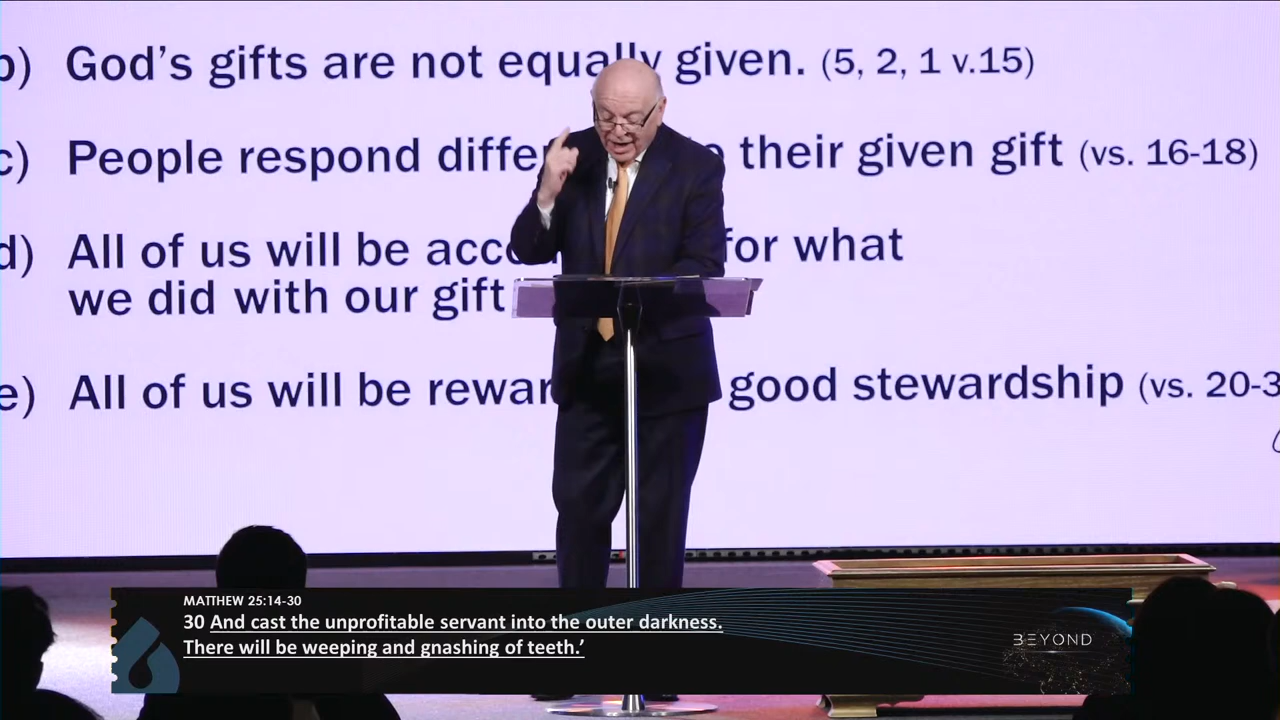 b) God's gifts are not equally given. (5, 2, 1 v.15)
c) People respond their given gift (vs. 16-18)
d) All of us will be for what
we did with our gift
e) All of us will be good stewardship (vs. 20-3
MATTHEW 25:14-30
30 And cast the unprofitable servant into the outer darkness.
There will be weeping and gnashing of teeth.’
BEYOND